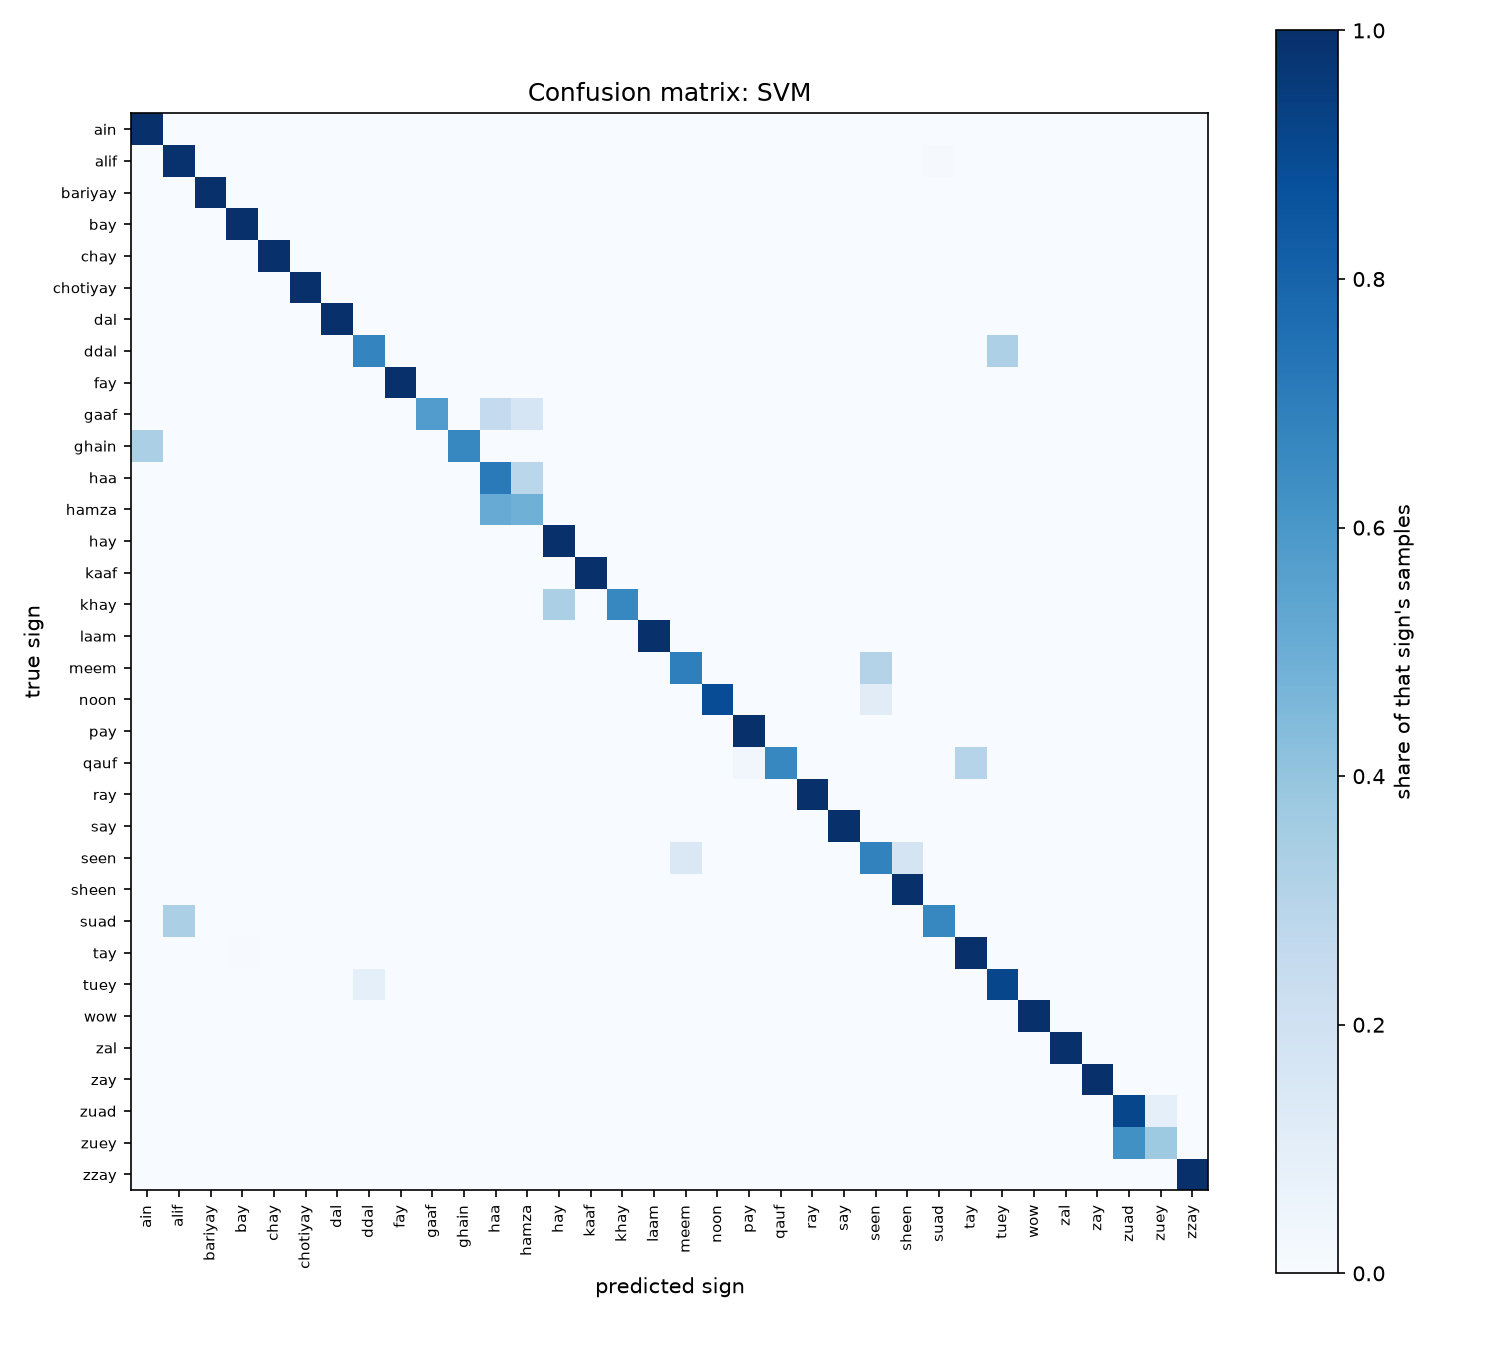 Confusion matrix: SVM
true sign
ain
alif
bariyay
bay
chay
chotiyay
dal
ddal
fay
gaaf
ghain
haa
hamza
hay
kaaf
khay
laam
meem
noon
pay
qauf
ray
say
seen
sheen
suad
tay
tuey
wow
zal
zay
zuad
zuey
zzay
ain
alif
bariyay
bay
chay
chotiyay
dal
ddal
fay
gaaf
ghain
haa
hamza
hay
kaaf
khay
laam
meem
noon
pay
qauf
ray
say
seen
sheen
suad
tay
tuey
wow
zal
zay
zuad
zuey
zzay
predicted sign
1.0
0.8
0.6
0.4
0.2
0.0
share of that sign's samples